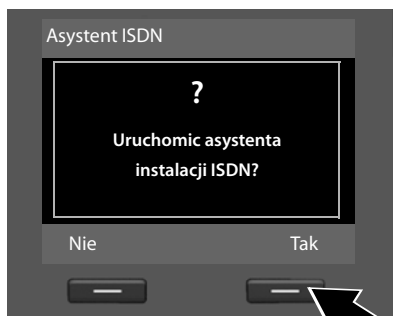 Asystent ISDN
?
Uruchomic asystenta
instalacji ISDN?
Nie Tak